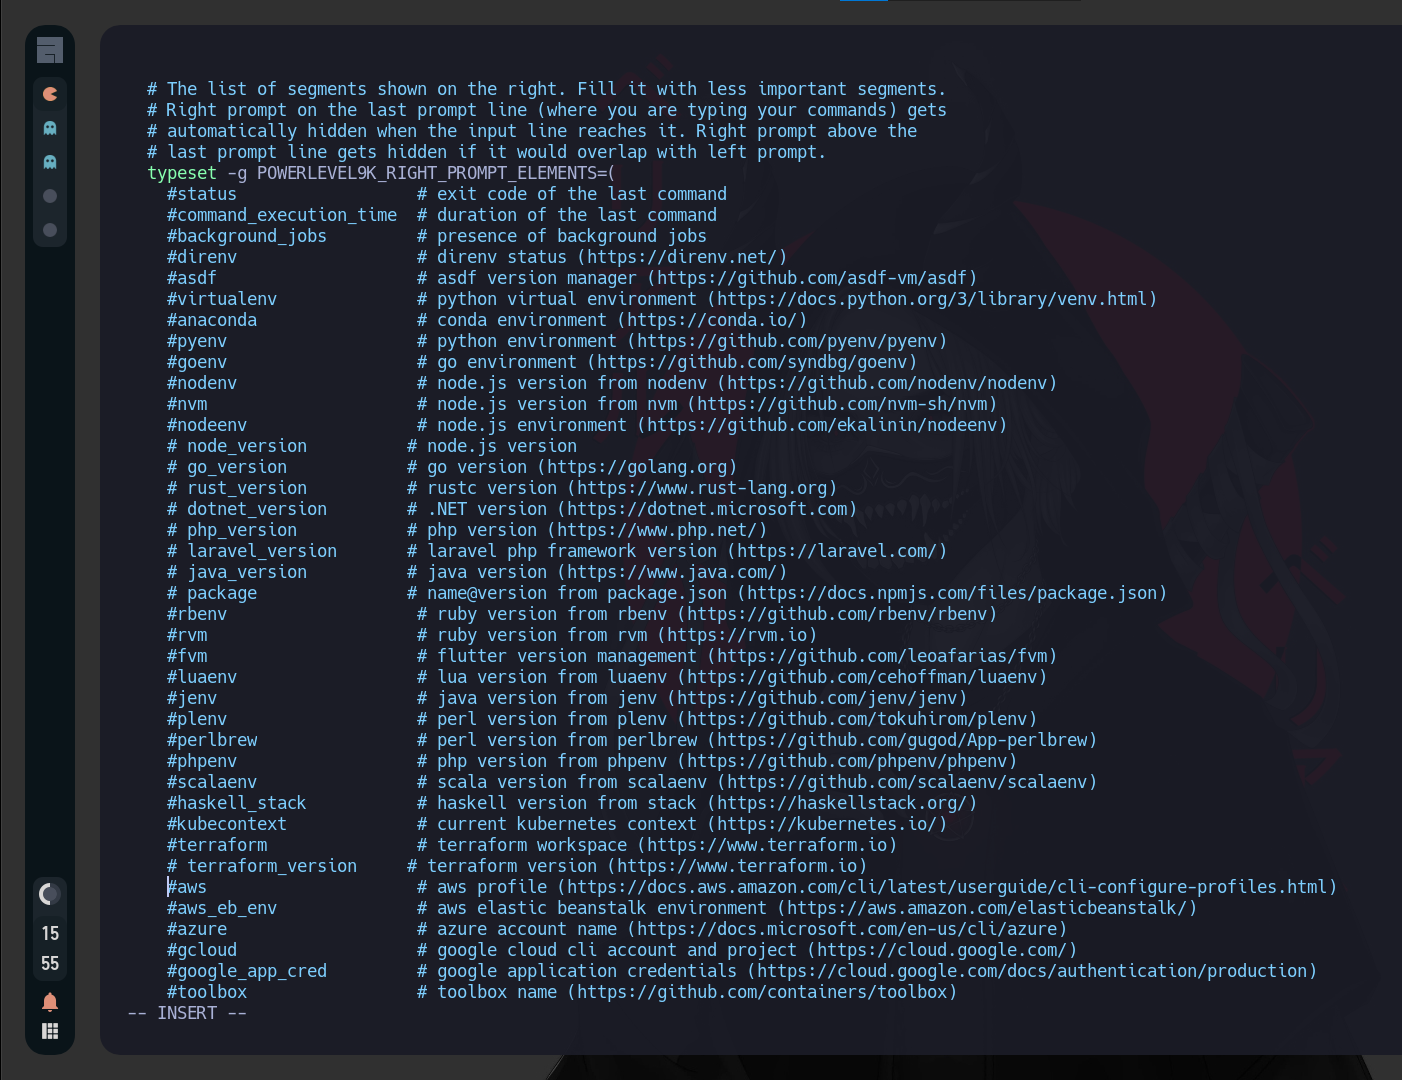 # The list of segments shown on the right. Fill it with less important segments.
# Right prompt on the last prompt line (where you are typing your commands) gets
# automatically hidden when the input line reaches it. Right prompt above the
# last prompt line gets hidden if it would overlap with left prompt.
typeset -g POWERLEVEL9K_RIGHT_PROMPT_ELEMENTS=(
#status                  # exit code of the last command
#command_execution_time  # duration of the last command
#background_jobs         # presence of background jobs
#direnv                  # direnv status (https://direnv.net/)
#asdf                    # asdf version manager (https://github.com/asdf-vm/asdf)
#virtualenv              # python virtual environment (https://docs.python.org/3/library/venv.html)
#anaconda                # conda environment (https://conda.io/)
#pyenv                   # python environment (https://github.com/pyenv/pyenv)
#goenv                   # go environment (https://github.com/syndbg/goenv)
#nodenv                  # node.js version from nodenv (https://github.com/nodenv/nodenv)
#nvm                     # node.js version from nvm (https://github.com/nvm-sh/nvm)
#nodeenv                 # node.js environment (https://github.com/ekalinin/nodeenv)
# node_version          # node.js version
# go_version            # go version (https://golang.org)
# rust_version          # rustc version (https://www.rust-lang.org)
# dotnet_version        # .NET version (https://dotnet.microsoft.com)
# php_version           # php version (https://www.php.net/)
# laravel_version       # laravel php framework version (https://laravel.com/)
# java_version          # java version (https://www.java.com/)
# package               # name@version from package.json (https://docs.npmjs.com/files/package.json)
#rbenv                   # ruby version from rbenv (https://github.com/rbenv/rbenv)
#rvm                     # ruby version from rvm (https://rvm.io)
#fvm                     # flutter version management (https://github.com/leoafarias/fvm)
#luaenv                  # lua version from luaenv (https://github.com/cehoffman/luaenv)
#jenv                    # java version from jenv (https://github.com/jenv/jenv)
#plenv                   # perl version from plenv (https://github.com/tokuhirom/plenv)
#perlbrew                # perl version from perlbrew (https://github.com/gugod/App-perlbrew)
#phpenv                  # php version from phpenv (https://github.com/phpenv/phpenv)
#scalaenv                # scala version from scalaenv (https://github.com/scalaenv/scalaenv)
#haskell_stack           # haskell version from stack (https://haskellstack.org/)
#kubecontext             # current kubernetes context (https://kubernetes.io/)
#terraform               # terraform workspace (https://www.terraform.io)
# terraform_version     # terraform version (https://www.terraform.io)
#aws                     # aws profile (https://docs.aws.amazon.com/cli/latest/userguide/cli-configure-profiles.html)
#aws_eb_env              # aws elastic beanstalk environment (https://aws.amazon.com/elasticbeanstalk/)
#azure                   # azure account name (https://docs.microsoft.com/en-us/cli/azure)
#gcloud                  # google cloud cli account and project (https://cloud.google.com/)
#google_app_cred         # google application credentials (https://cloud.google.com/docs/authentication/production)
#toolbox                 # toolbox name (https://github.com/containers/toolbox)
-- INSERT --
15
55